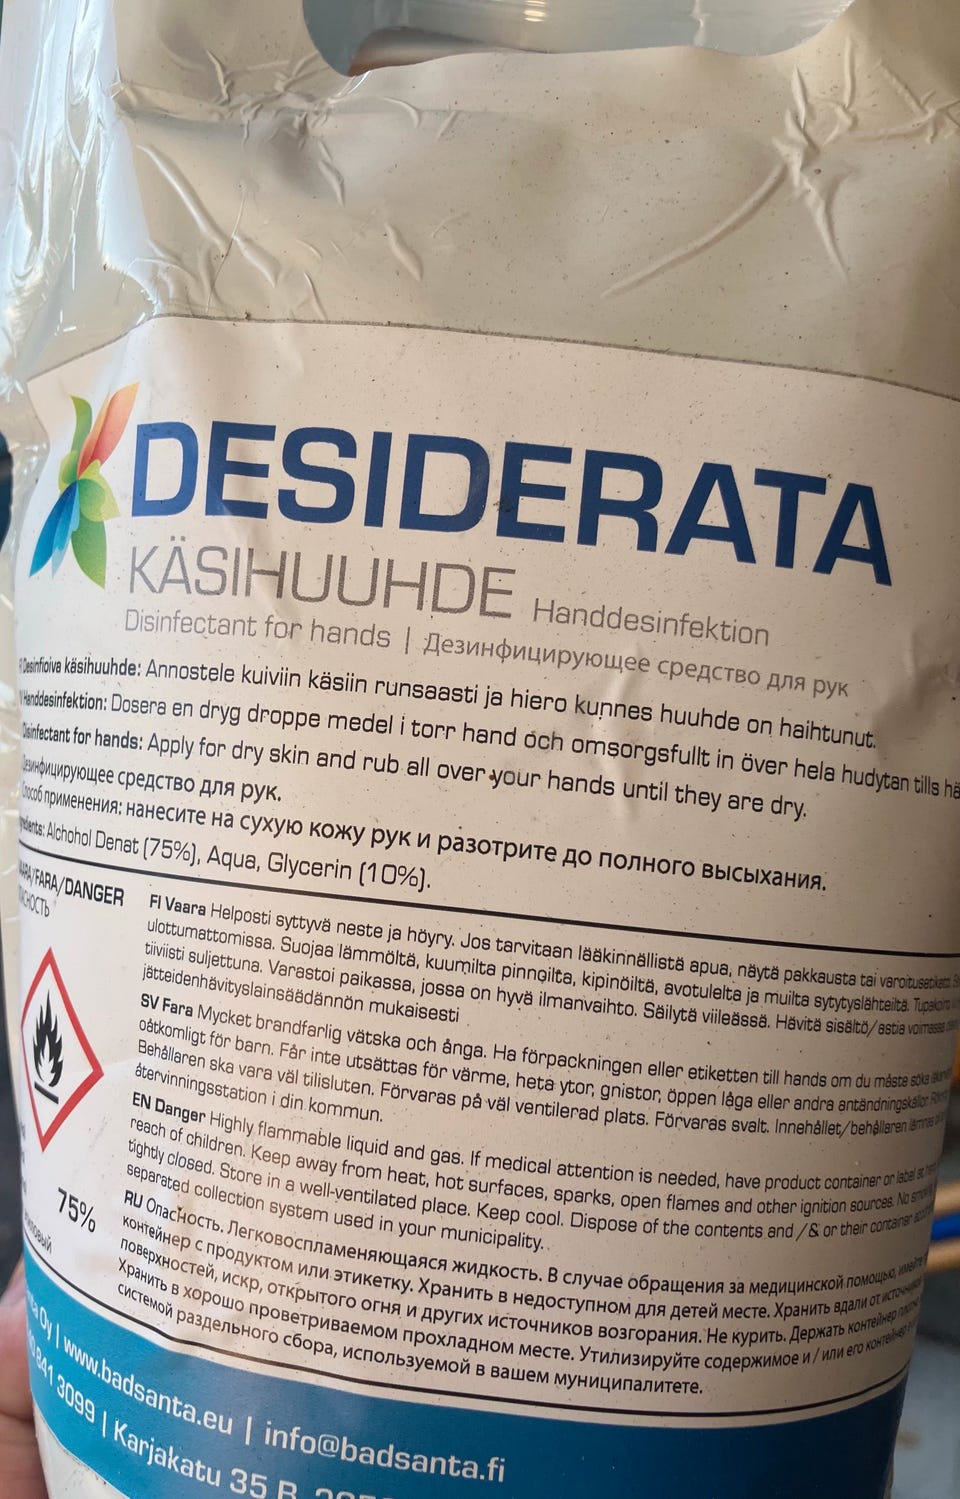 DESIDERATA
KÄSIHUUHDE Handdesinfektion
Disinfectant for hands | Дезинфицирующее средство для рук
Desinfioiva käsihuuhde: Annostele kuiviin käsiin runsaasti ja hiero kunnes huuhde on haihtunut.
Handdesinfektion: Dosera en dryg droppe medel i torr hand och omsorgsfullt in över hela hudytan tills
Disinfectant for hands: Apply for dry skin and rub all over your hands until they are dry.
средство для рук.
применения: нанесите на сухую кожу рук и разотрите до полного высыхания.
Alchohol Denat (75%), Aqua, Glycerin (10%).
/FARA/DANGER
FI Vaara Helposti syttyvä neste ja höyry. Jos tarvitaan lääkinnällistä apua, näytä pakkausta tai
ulottumattomissa. Suojaa lämmöltä, kuumilta pinnoilta, kipinöiltä, avotulelta ja muilta sytytyslähteiltä.
tiiviisti suljettuna. Varastoi paikassa, jossa on hyvä ilmanvaihto. Säilytä viileässä. Hävitä sisältö/astia
jätteidenhävityslainsäädännön mukaisesti
SV Fara Mycket brandfarlig vätska och ånga. Ha förpackningen eller etiketten till hands om du måste söka
oåtkomligt för barn. Får inte utsättas för värme, heta ytor, gnistor, öppen låga eller andra antändningskällor.
Behållaren ska vara väl tilisluten. Förvaras på väl ventilerad plats. Förvaras svalt. Innehållet/behållaren lämnas
återvinningsstation i din kommun.
EN Danger Highly flammable liquid and gas. If medical attention is needed, have product container or label at
reach of children. Keep away from heat, hot surfaces, sparks, open flames and other ignition sources. No
tightly closed. Store in a well-ventilated place. Keep cool. Dispose of the contents and /& or their container
separated collection system used in your municipality.
75%
RU Опасность. Легковоспламеняющаяся жидкость. В случае обращения за медицинской помощью,
контейнер с продуктом или этикетку. Хранить в недоступном для детей месте. Хранить вдали от
поверхностей, искр, открытого огня и других источников возгорания. Не курить. Держать контейнер
Хранить в хорошо проветриваемом прохладном месте. Утилизируйте содержимое и / или его контейнер
системой раздельного сбора, используемой в вашем муниципалитете.
Oy | www.badsanta.eu | info@badsanta.fi
841 3099 | Karjakatu 35 B